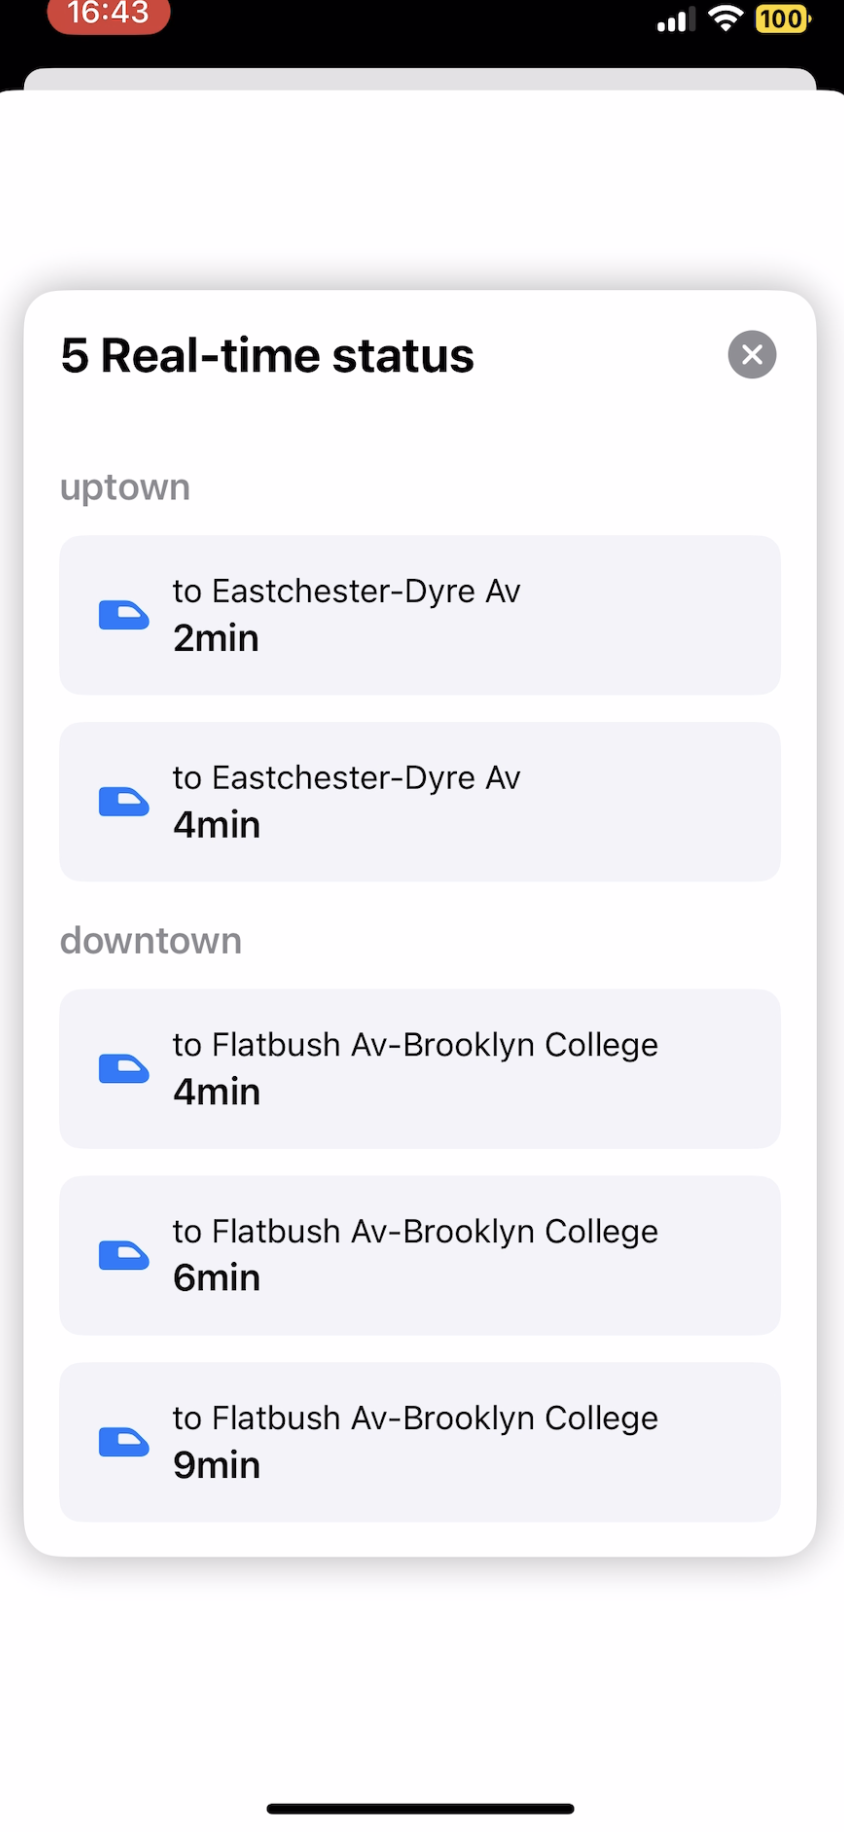 16:43
100
5 Real-time status
uptown
to Eastchester-Dyre Av
2min
to Eastchester-Dyre Av
4min
downtown
to Flatbush Av-Brooklyn College
4min
to Flatbush Av-Brooklyn College
6min
to Flatbush Av-Brooklyn College
9min